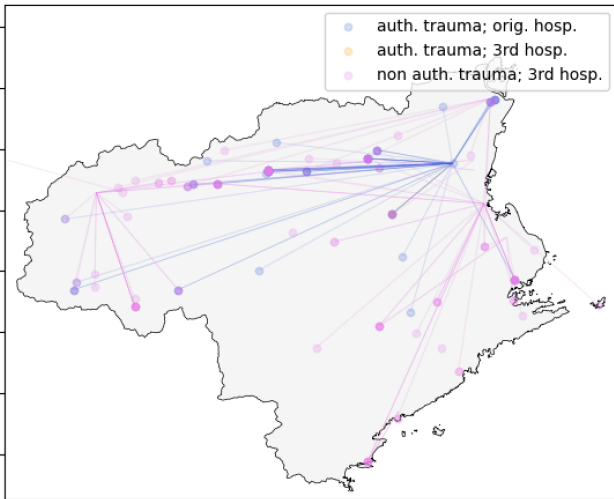 auth. trauma; orig. hosp.
auth. trauma; 3rd hosp.
non auth. trauma; 3rd hosp.